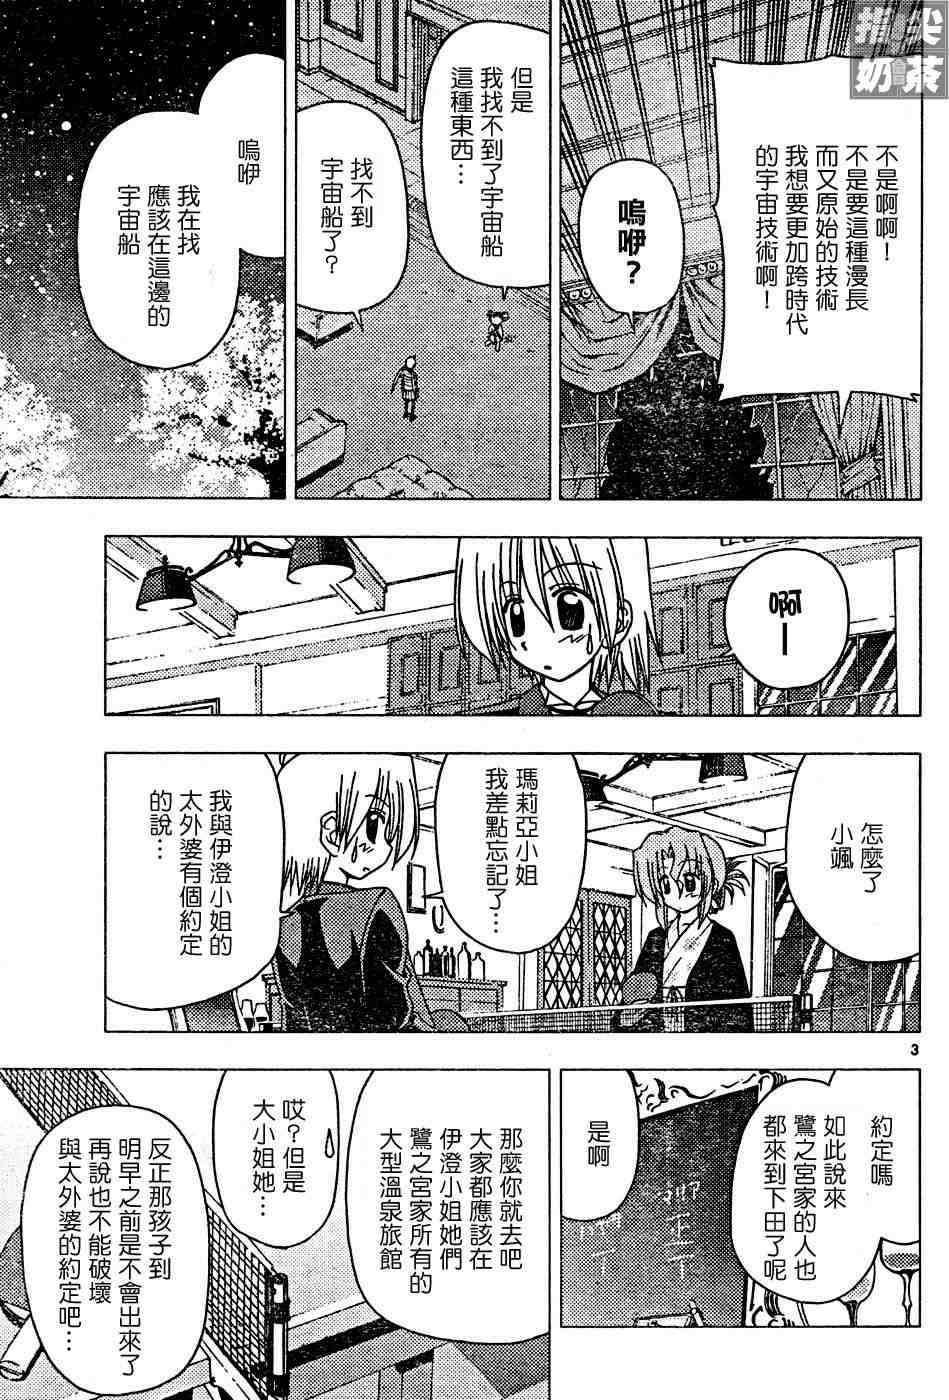 指尖
奶茶
不是啊啊！
不是要這種漫長
而又原始的技術
我想要更加跨時代
的宇宙技術啊！
嗚咿？
但是
我找不到了宇宙船
這種東西…
找不到
宇宙船了？
嗚咿
我在找
應該在這邊的
宇宙船
啊ー
怎麼了
小颯
瑪莉亞小姐
我差點忘記了…
我與伊澄小姐的
太外婆有個約定
的說…
3
約定嗎
如此說來
鷺之宮家的人也
都來到下田了呢
是啊
那麼你就去吧
大家都應該在
伊澄小姐她們
鷺之宮家所有的
大型溫泉旅館
哎？但是
大小姐她…
反正那孩子到
明早之前是不會出來了
再說也不能破壞
與太外婆的約定吧…